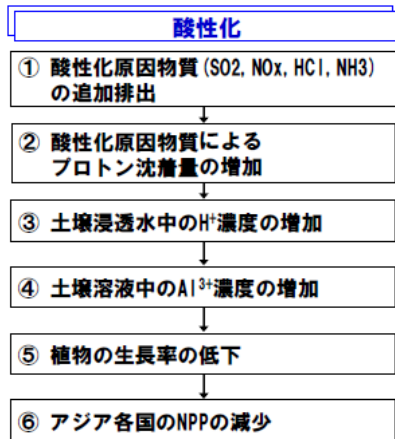 酸性化
① 酸性化原因物質(SO2, NOx, HCl, NH3)
の追加排出
② 酸性化原因物質による
プロトン沈着量の増加
③ 土壌浸透水中のH⁺濃度の増加
④ 土壌溶液中のAl³⁺濃度の増加
⑤ 植物の生長率の低下
⑥ アジア各国のNPPの減少